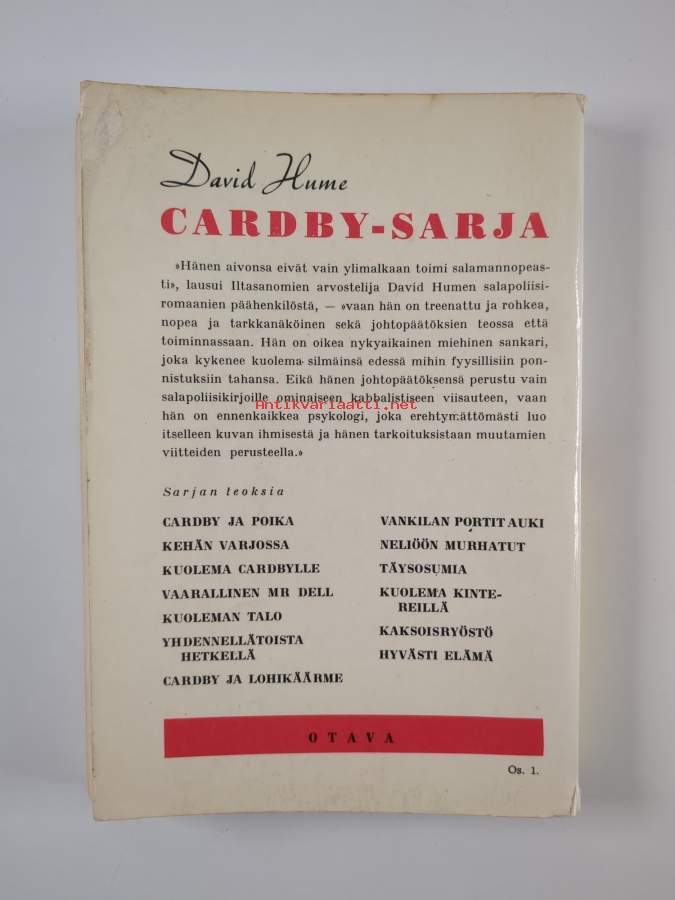 David Hume
CARDBY-SARJA
»Hänen aivonsa eivät vain ylimalkaan toimi salamannopeas-
ti», lausui Iltasanomien arvostelija David Humen salapoliisi-
romaanien päähenkilöstä, — »vaan hän on treenattu ja rohkea,
nopea ja tarkkanäköinen sekä johtopäätöksien teossa että
toiminnassaan. Hän on oikea nykyaikainen miehinen sankari,
joka kykenee kuolema silmäinsä edessä mihin fyysillisiin pon-
nistuksiin tahansa. Eikä hänen johtopäätöksensä perustu vain
salapoliisikirjoille ominaiseen kabbalistiseen viisauteen, vaan
Antikvariaatti.net
hän on ennenkaikkea psykologi, joka erehtymättömästi luo
itselleen kuvan ihmisestä ja hänen tarkoituksistaan muutamien
viitteiden perusteella.»
Sarjan teoksia
CARDBY JA POIKA
KEHÄN VARJOSSA
KUOLEMA CARDBYLLE
VAARALLINEN MR DELL
KUOLEMAN TALO
YHDENNELLÄTOISTA
HETKELLÄ
CARDBY JA LOHIKÄÄRME
VANKILAN PORTIT AUKI
NELIÖÖN MURHATUT
TÄYSOSUMIA
KUOLEMA KINTE-
REILLÄ
KAKSOISRYÖSTÖ
HYVÄSTI ELÄMÄ
OTAVA
Os. 1.